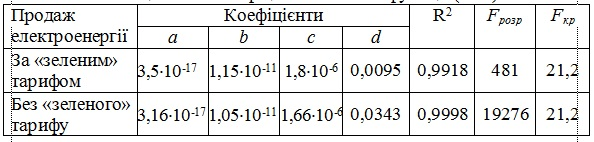 Продаж електроенергії Коефіцієнти R² Fрозр Fкр
a b c d
За «зеленим» тарифом 3,5·10⁻¹⁷ 1,15·10⁻¹¹ 1,8·10⁻⁶ 0,0095 0,9918 481 21,2
Без «зеленого» тарифу 3,16·10⁻¹⁷ 1,05·10⁻¹¹ 1,66·10⁻⁶ 0,0343 0,9998 19276 21,2